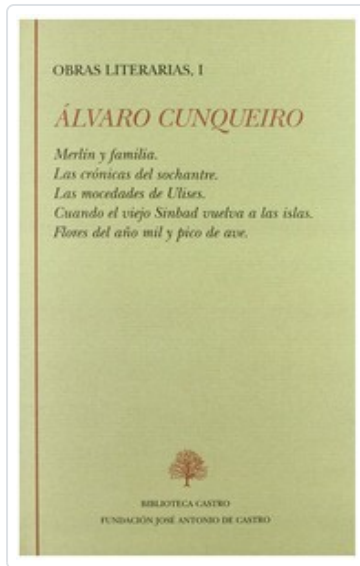 OBRAS LITERARIAS, I
ÁLVARO CUNQUEIRO
Merlín y familia.
Las crónicas del sochantre.
Las mocedades de Ulises.
Cuando el viejo Sinbad vuelva a las islas.
Flores del año mil y pico de ave.
BIBLIOTECA CASTRO
FUNDACIÓN JOSÉ ANTONIO DE CASTRO